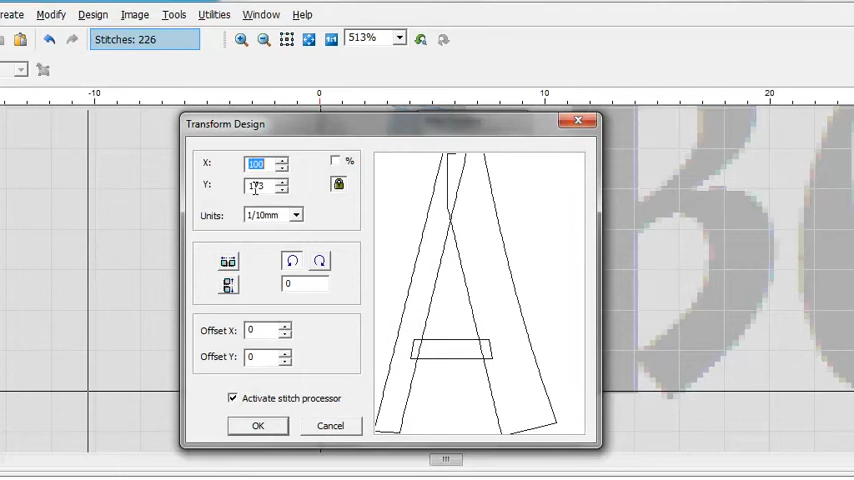 reate Modify Design Image Tools Utilities Window Help
Stitches: 226 513%
-10 0 10 20
Transform Design
X: 100 %
Y:
Units: 1/10mm
0
Offset X: 0
Offset Y: 0
Activate stitch processor
OK Cancel